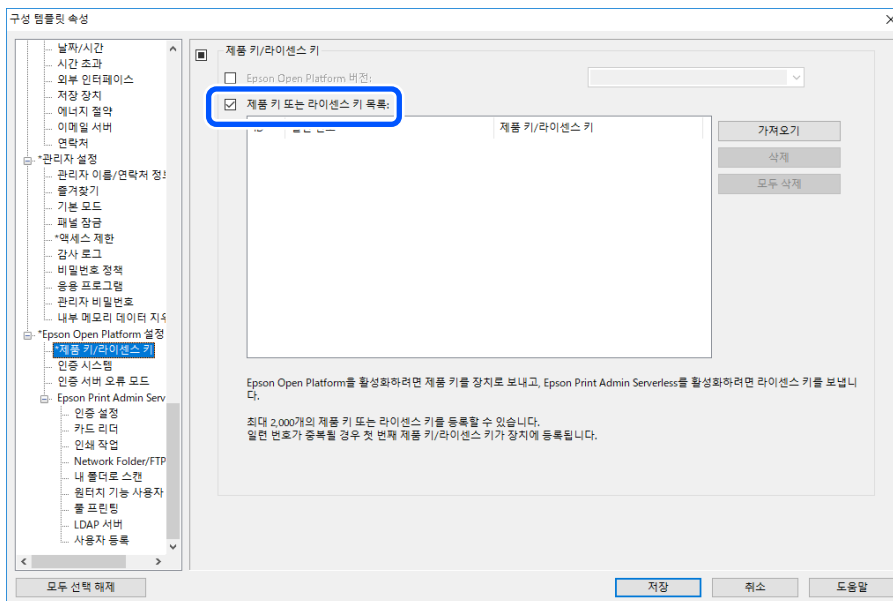 구성 템플릿 속성
날짜/시간
시간 초과
외부 인터페이스
저장 장치
에너지 절약
이메일 서버
연락처
*관리자 설정
관리자 이름/연락처 정보
즐겨찾기
기본 모드
패널 잠금
*액세스 제한
감사 로그
비밀번호 정책
응용 프로그램
관리자 비밀번호
내부 메모리 데이터 지우
*Epson Open Platform 설정
*제품 키/라이센스 키
인증 시스템
인증 서버 오류 모드
Epson Print Admin Serv
인증 설정
카드 리더
인쇄 작업
Network Folder/FTP
내 폴더로 스캔
원터치 기능 사용자
풀 프린팅
LDAP 서버
사용자 등록
제품 키/라이센스 키
Epson Open Platform 버전:
제품 키 또는 라이센스 키 목록:
제품 키/라이센스 키
가져오기
삭제
모두 삭제
Epson Open Platform을 활성화하려면 제품 키를 장치로 보내고, Epson Print Admin Serverless를 활성화하려면 라이센스 키를 보냅니
다.
최대 2,000개의 제품 키 또는 라이센스 키를 등록할 수 있습니다.
일련 번호가 중복될 경우 첫 번째 제품 키/라이센스 키가 장치에 등록됩니다.
모두 선택 해제
저장
취소
도움말